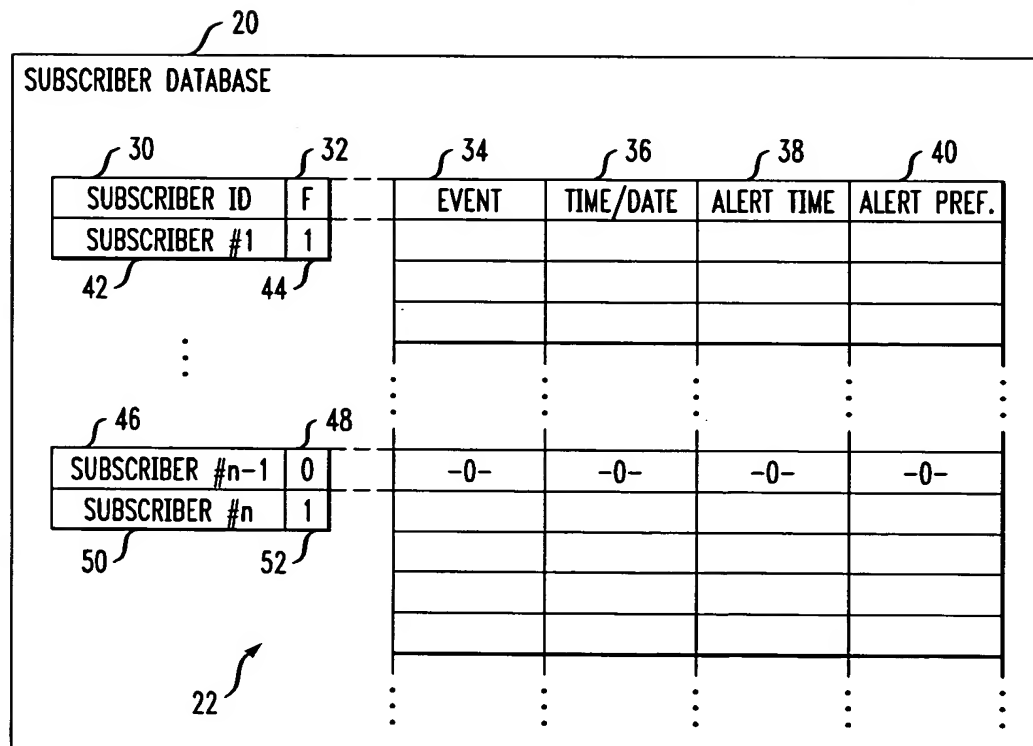 20
SUBSCRIBER DATABASE
30 32 34 36 38 40
SUBSCRIBER ID F EVENT TIME/DATE ALERT TIME ALERT PREF.
SUBSCRIBER #1 1
42 44
46 48
SUBSCRIBER #n-1 0 -0- -0- -0- -0-
SUBSCRIBER #n 1
50 52
22